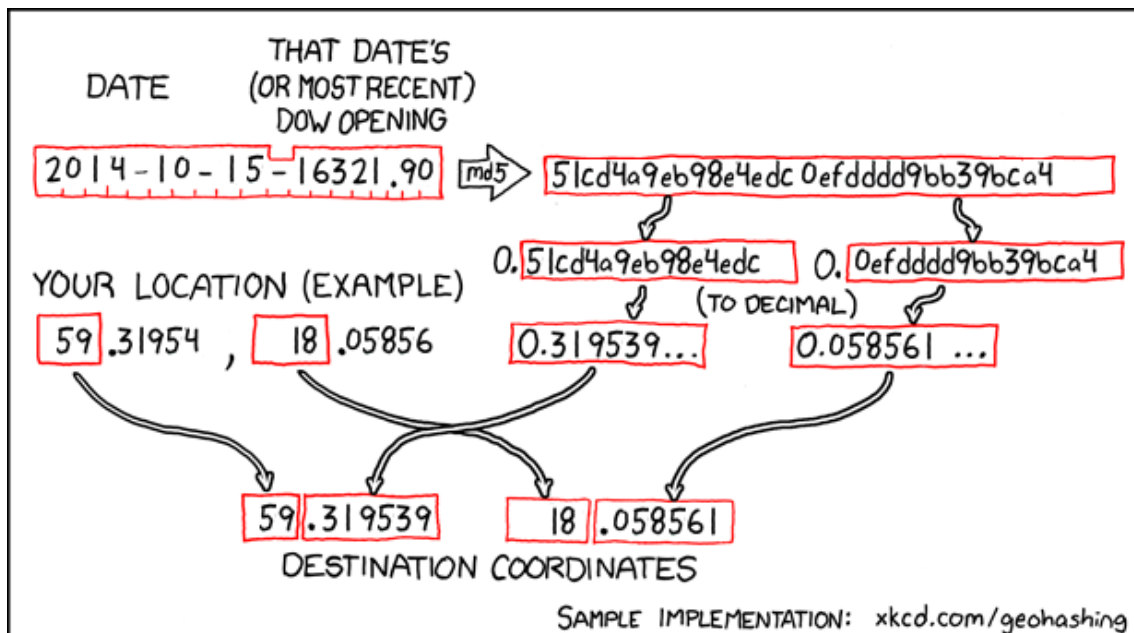 DATE
THAT DATE'S
(OR MOST RECENT)
DOW OPENING
2014-10-15-16321.90
md5
51cd4a9eb98e4edc0efdddd9bb39bca4
0.51cd4a9eb98e4edc
0.0efdddd9bb39bca4
(TO DECIMAL)
0.319539...
0.058561...
YOUR LOCATION (EXAMPLE)
59.31954, 18.05856
59.319539
18.058561
DESTINATION COORDINATES
SAMPLE IMPLEMENTATION: xkcd.com/geohashing